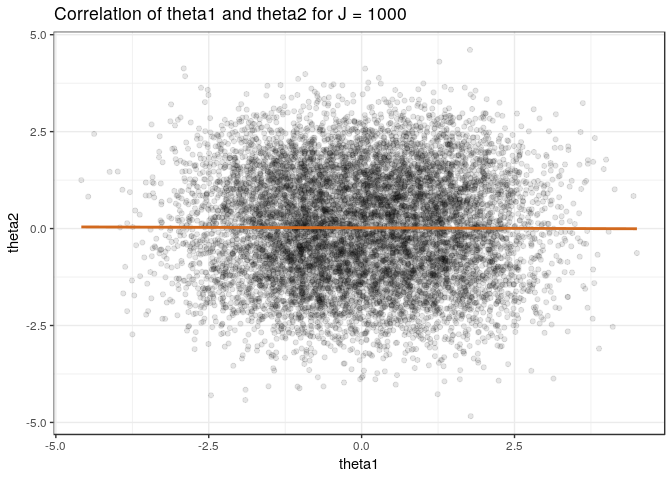 Correlation of theta1 and theta2 for J = 1000
5.0
2.5
theta2
0.0
-2.5
-5.0
-5.0 -2.5 0.0 2.5
theta1